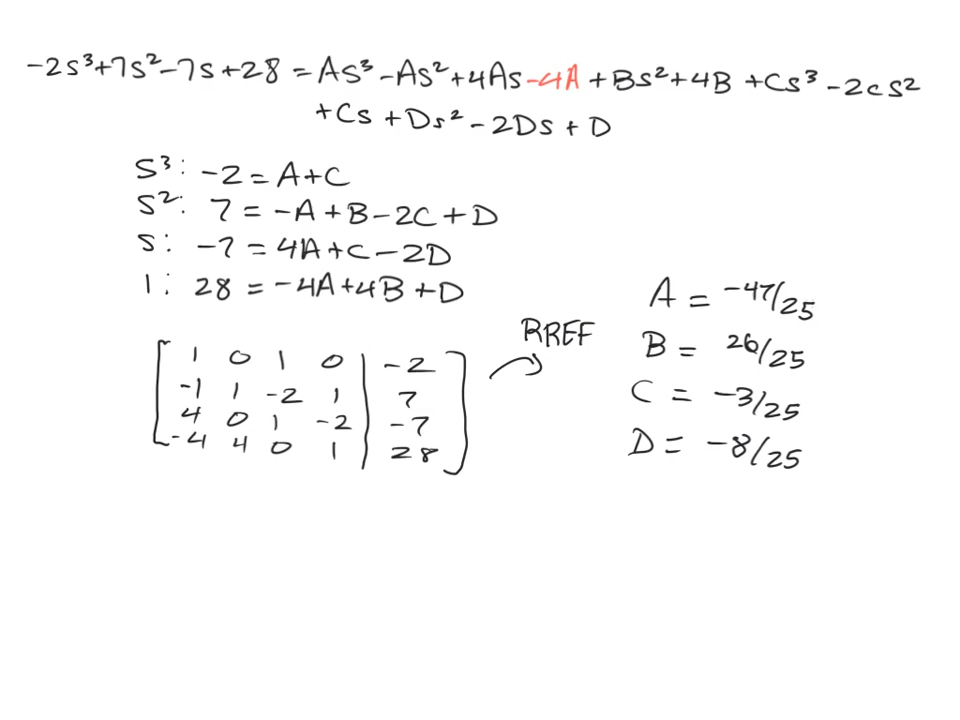 -2s³+7s²-7s+28 = As³-As²+4As-4A+Bs²+4B+Cs³-2cs²
+Cs+Ds²-2Ds+D
s³: -2=A+C
s²: 7=-A+B-2C+D
s: -7=4A+C-2D
1: 28=-4A+4B+D
1 0 1 0 | -2
-1 1 -2 1 | 7
4 0 1 -2 | -7
-4 4 0 1 | 28
RREF
A = -47/25
B = 26/25
C = -3/25
D = -8/25